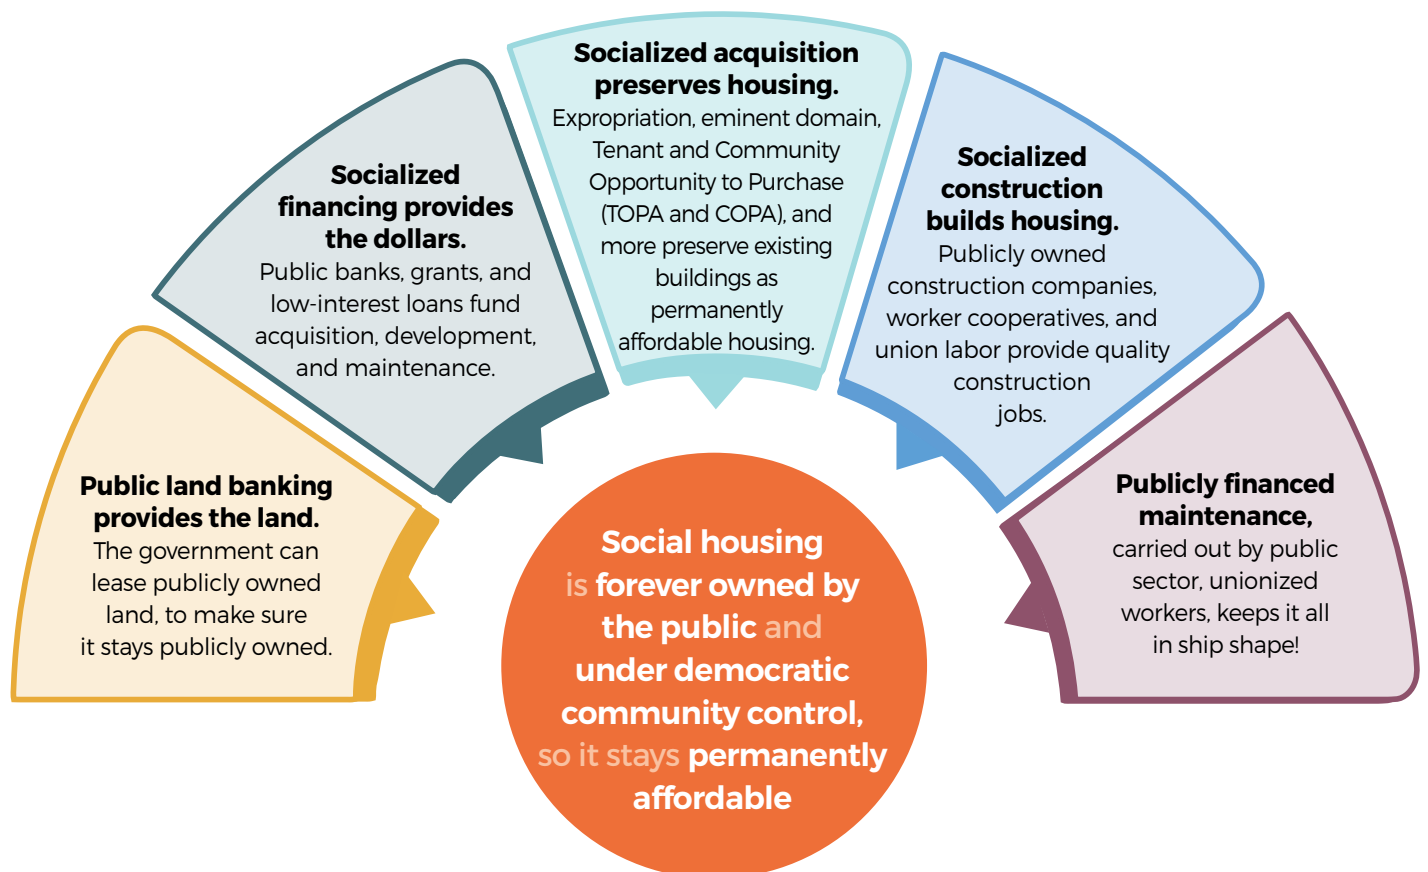 Public land banking
provides the land.
The government can
lease publicly owned
land, to make sure
it stays publicly owned.
Socialized
financing provides
the dollars.
Public banks, grants, and
low-interest loans fund
acquisition, development,
and maintenance.
Socialized acquisition
preserves housing.
Expropriation, eminent domain,
Tenant and Community
Opportunity to Purchase
(TOPA and COPA), and
more preserve existing
buildings as
permanently
affordable housing.
Socialized
construction
builds housing.
Publicly owned
construction companies,
worker cooperatives, and
union labor provide quality
construction
jobs.
Publicly financed
maintenance,
carried out by public
sector, unionized
workers, keeps it all
in ship shape!
Social housing
is forever owned by
the public and
under democratic
community control,
so it stays permanently
affordable